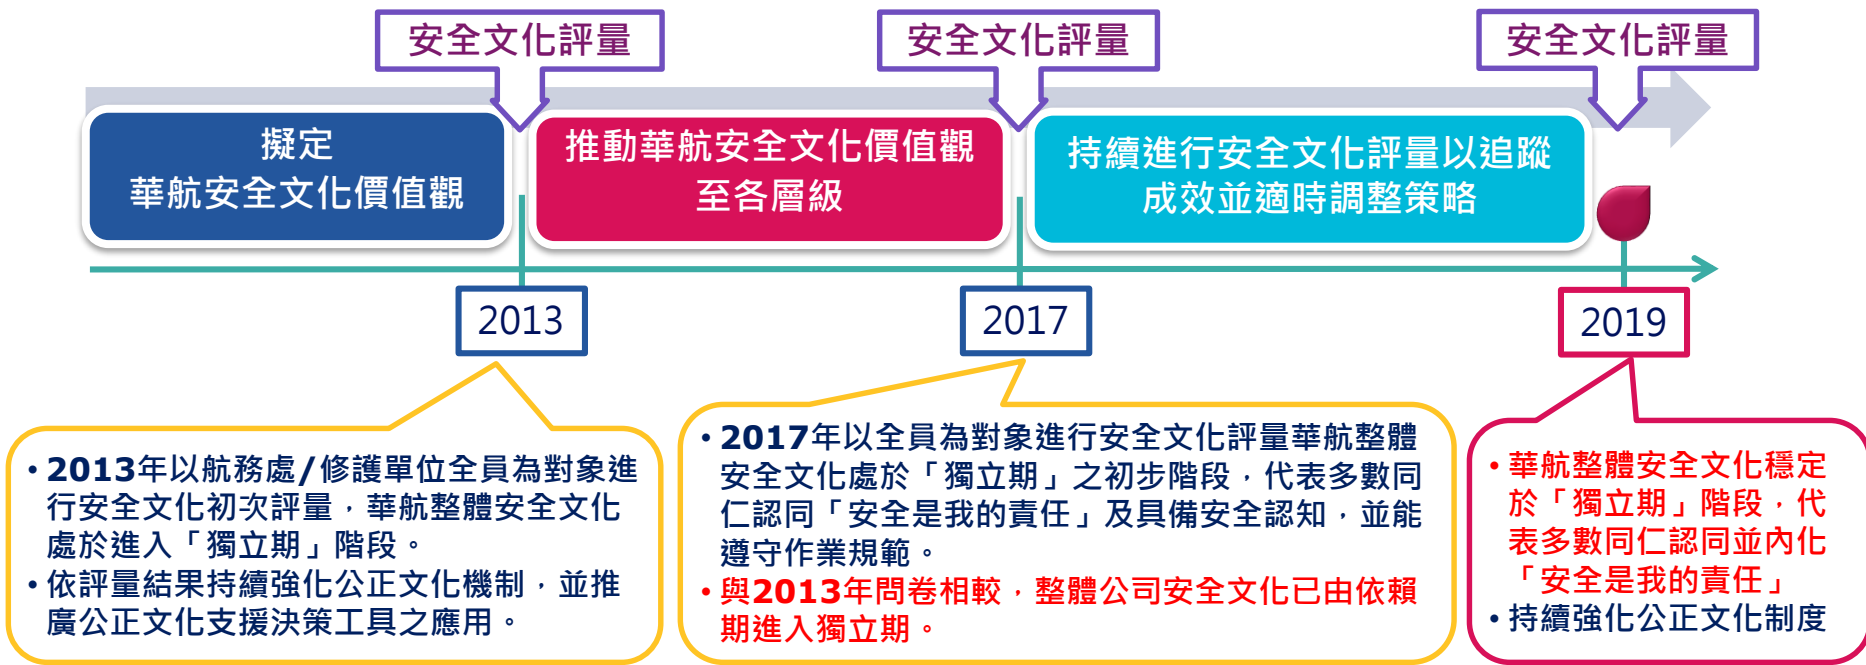 安全文化評量
安全文化評量
安全文化評量
擬定
華航安全文化價值觀
推動華航安全文化價值觀
至各層級
持續進行安全文化評量以追蹤
成效並適時調整策略
2013
2017
2019
• 2013年以航務處/修護單位全員為對象進
行安全文化初次評量，華航整體安全文化
處於進入「獨立期」階段。
• 依評量結果持續強化公正文化機制，並推
廣公正文化支援決策工具之應用。
• 2017年以全員為對象進行安全文化評量華航整體
安全文化處於「獨立期」之初步階段，代表多數同
仁認同「安全是我的責任」及具備安全認知，並能
遵守作業規範。
• 與2013年問卷相較，整體公司安全文化已由依賴
期進入獨立期。
• 華航整體安全文化穩定
於「獨立期」階段，代
表多數同仁認同並內化
「安全是我的責任」
• 持續強化公正文化制度